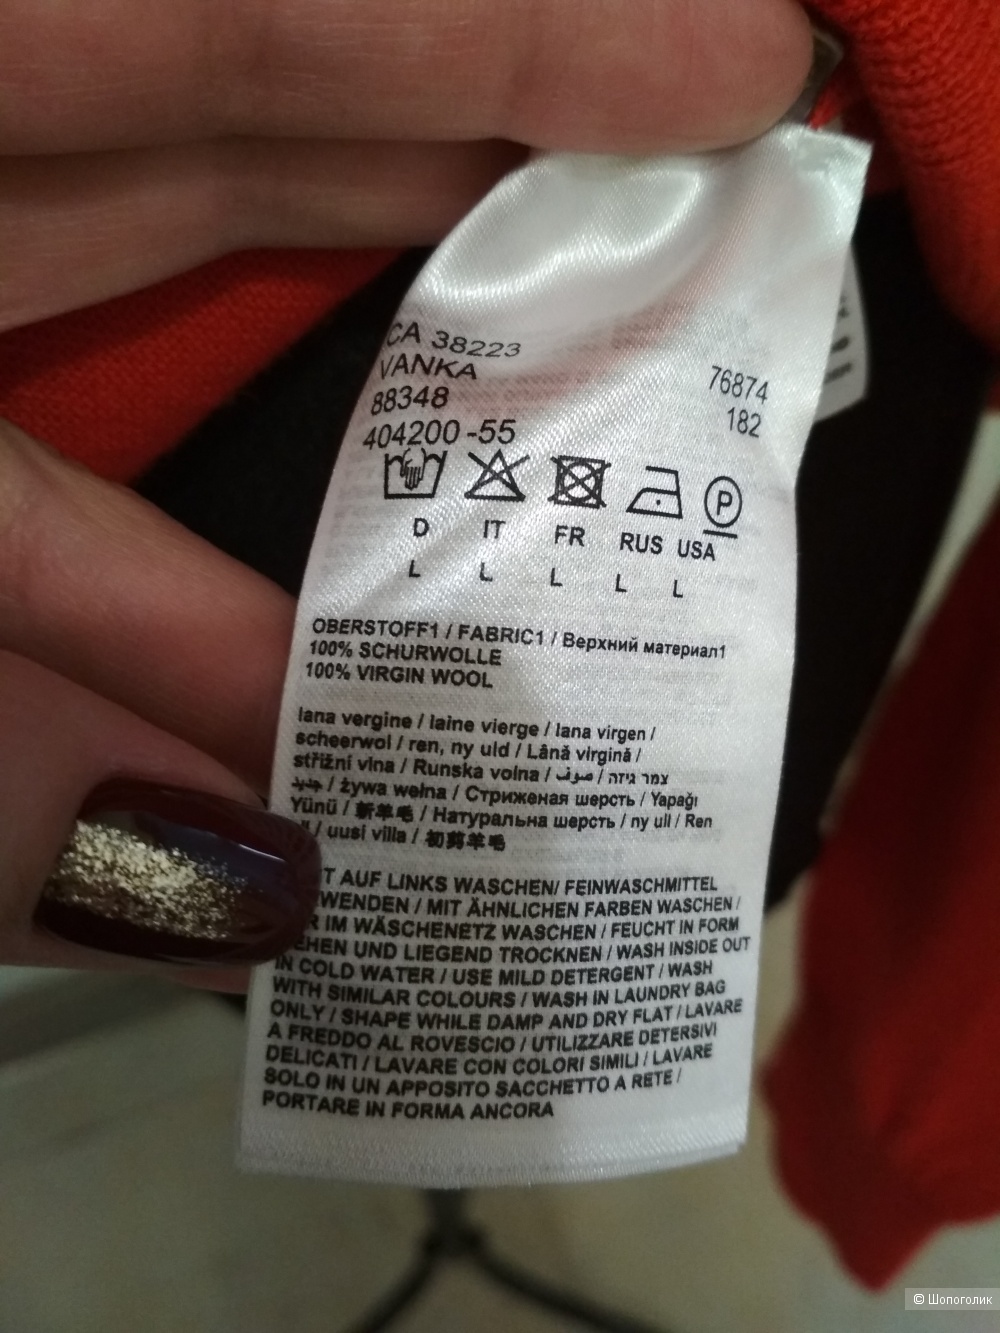 CA 38223
VANKA
88348
404200 -55
76874
182
P
D IT FR RUS USA
L L L L L
OBERSTOFF1 / FABRIC1 / Верхний материал1
100% SCHURWOLLE
100% VIRGIN WOOL
lana vergine / laine vierge / lana virgen /
scheerwol / ren, ny uld / Lână virgină /
střižní vlna / Runska volna / صوف / צמר גיזה
جديد / żywa wełna / Стриженая шерсть / Yapağı
Yünü / 新羊毛 / Натуральна шерсть / ny ull / Ren
/ uusi villa / 初剪羊毛
T AUF LINKS WASCHEN/ FEINWASCHMITTEL
WENDEN / MIT ÄHNLICHEN FARBEN WASCHEN /
R IM WÄSCHENETZ WASCHEN / FEUCHT IN FORM
EHEN UND LIEGEND TROCKNEN / WASH INSIDE OUT
IN COLD WATER / USE MILD DETERGENT / WASH
WITH SIMILAR COLOURS / WASH IN LAUNDRY BAG
ONLY / SHAPE WHILE DAMP AND DRY FLAT / LAVARE
A FREDDO AL ROVESCIO / UTILIZZARE DETERSIVI
DELICATI / LAVARE CON COLORI SIMILI / LAVARE
SOLO IN UN APPOSITO SACCHETTO A RETE /
PORTARE IN FORMA ANCORA
© Шопоголик